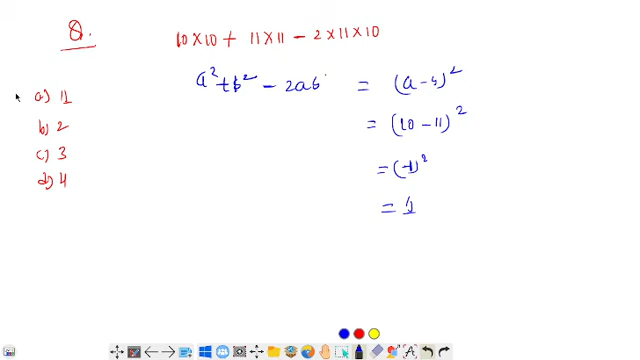 Q.
10 × 10 + 11 × 11 - 2 × 11 × 10
a² + b² - 2ab = (a - b)²
= (10 - 11)²
= (-1)²
= 1
a) 11
b) 2
c) 3
d) 4